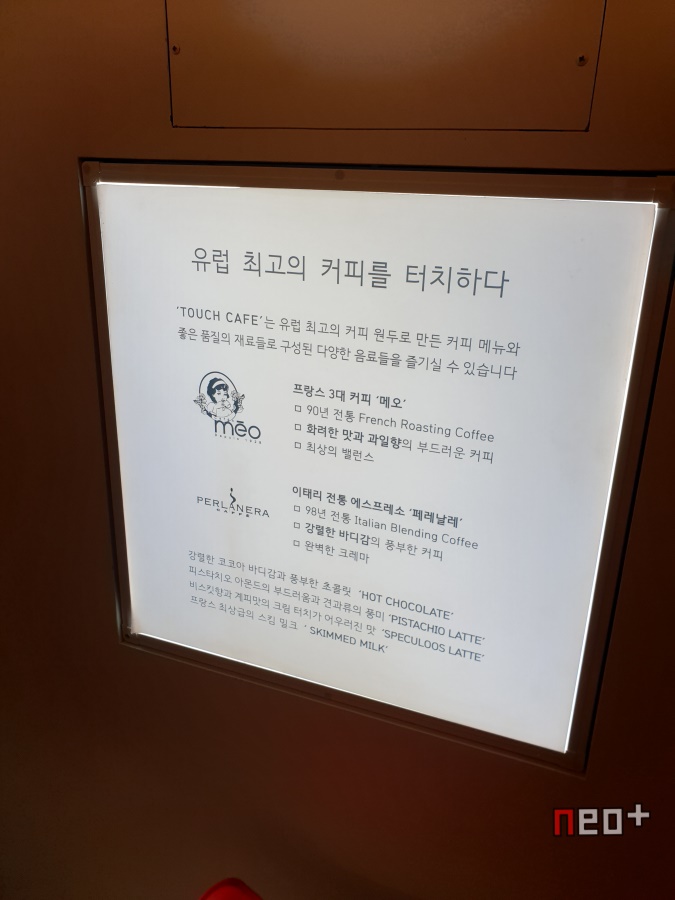 유럽 최고의 커피를 터치하다
'TOUCH CAFE'는 유럽 최고의 커피 원두로 만든 커피 메뉴와
좋은 품질의 재료들로 구성된 다양한 음료들을 즐기실 수 있습니다
mēo
프랑스 3대 커피 '메오'
90년 전통 French Roasting Coffee
화려한 맛과 과일향의 부드러운 커피
최상의 밸런스
PERLANERA
이태리 전통 에스프레소 '페레날레'
98년 전통 Italian Blending Coffee
강렬한 바디감의 풍부한 커피
완벽한 크레마
강렬한 코코아 바디감과 풍부한 초콜릿 'HOT CHOCOLATE'
피스타치오 아몬드의 부드러움과 견과류의 풍미 'PISTACHIO LATTE'
비스킷향과 계피맛의 크림 터치가 어우러진 맛 'SPECULOOS LATTE'
프랑스 최상급의 스킴 밀크 'SKIMMED MILK'
neo+